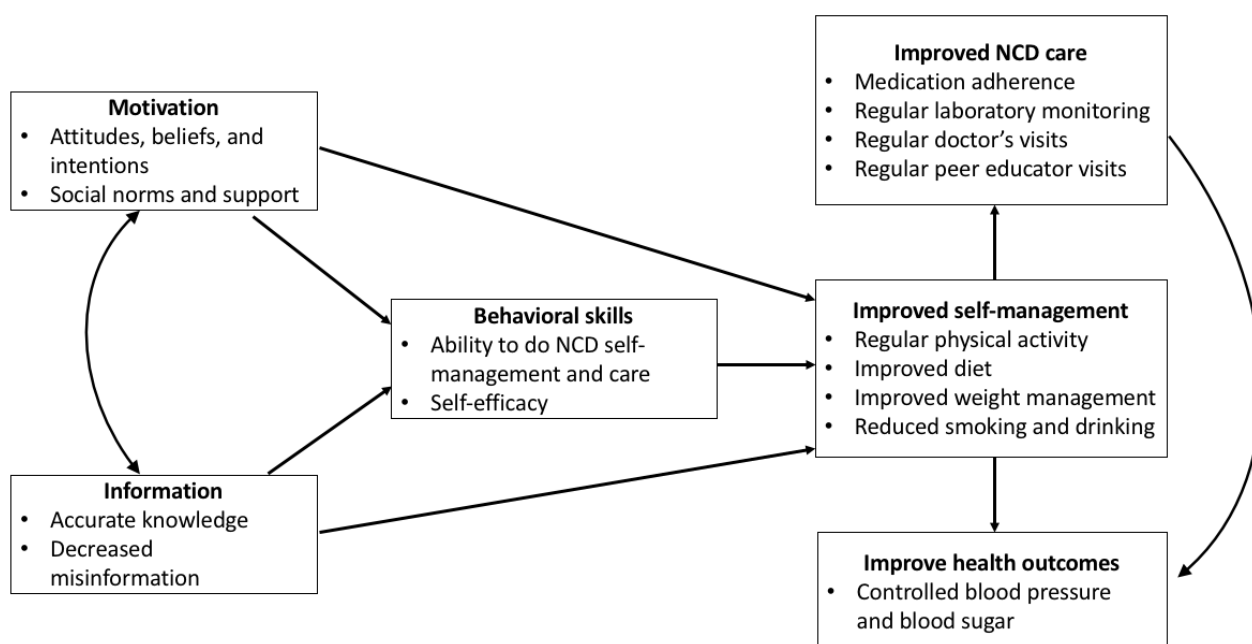 Motivation
• Attitudes, beliefs, and
intentions
• Social norms and support
Information
• Accurate knowledge
• Decreased
misinformation
Behavioral skills
• Ability to do NCD self-
management and care
• Self-efficacy
Improved NCD care
• Medication adherence
• Regular laboratory monitoring
• Regular doctor's visits
• Regular peer educator visits
Improved self-management
• Regular physical activity
• Improved diet
• Improved weight management
• Reduced smoking and drinking
Improve health outcomes
• Controlled blood pressure
and blood sugar